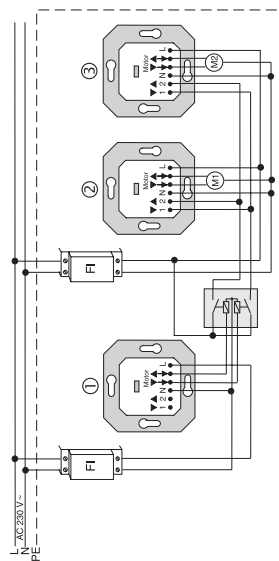 L AC 230 V ~
N
PE
FI
FI
①
②
③
Motor
▼ ▲ ▼ ▲
1 2 N L
Motor
▼ ▲ ▼ ▲
1 2 N L
Motor
▼ ▲ ▼ ▲
1 2 N L
M1
M2